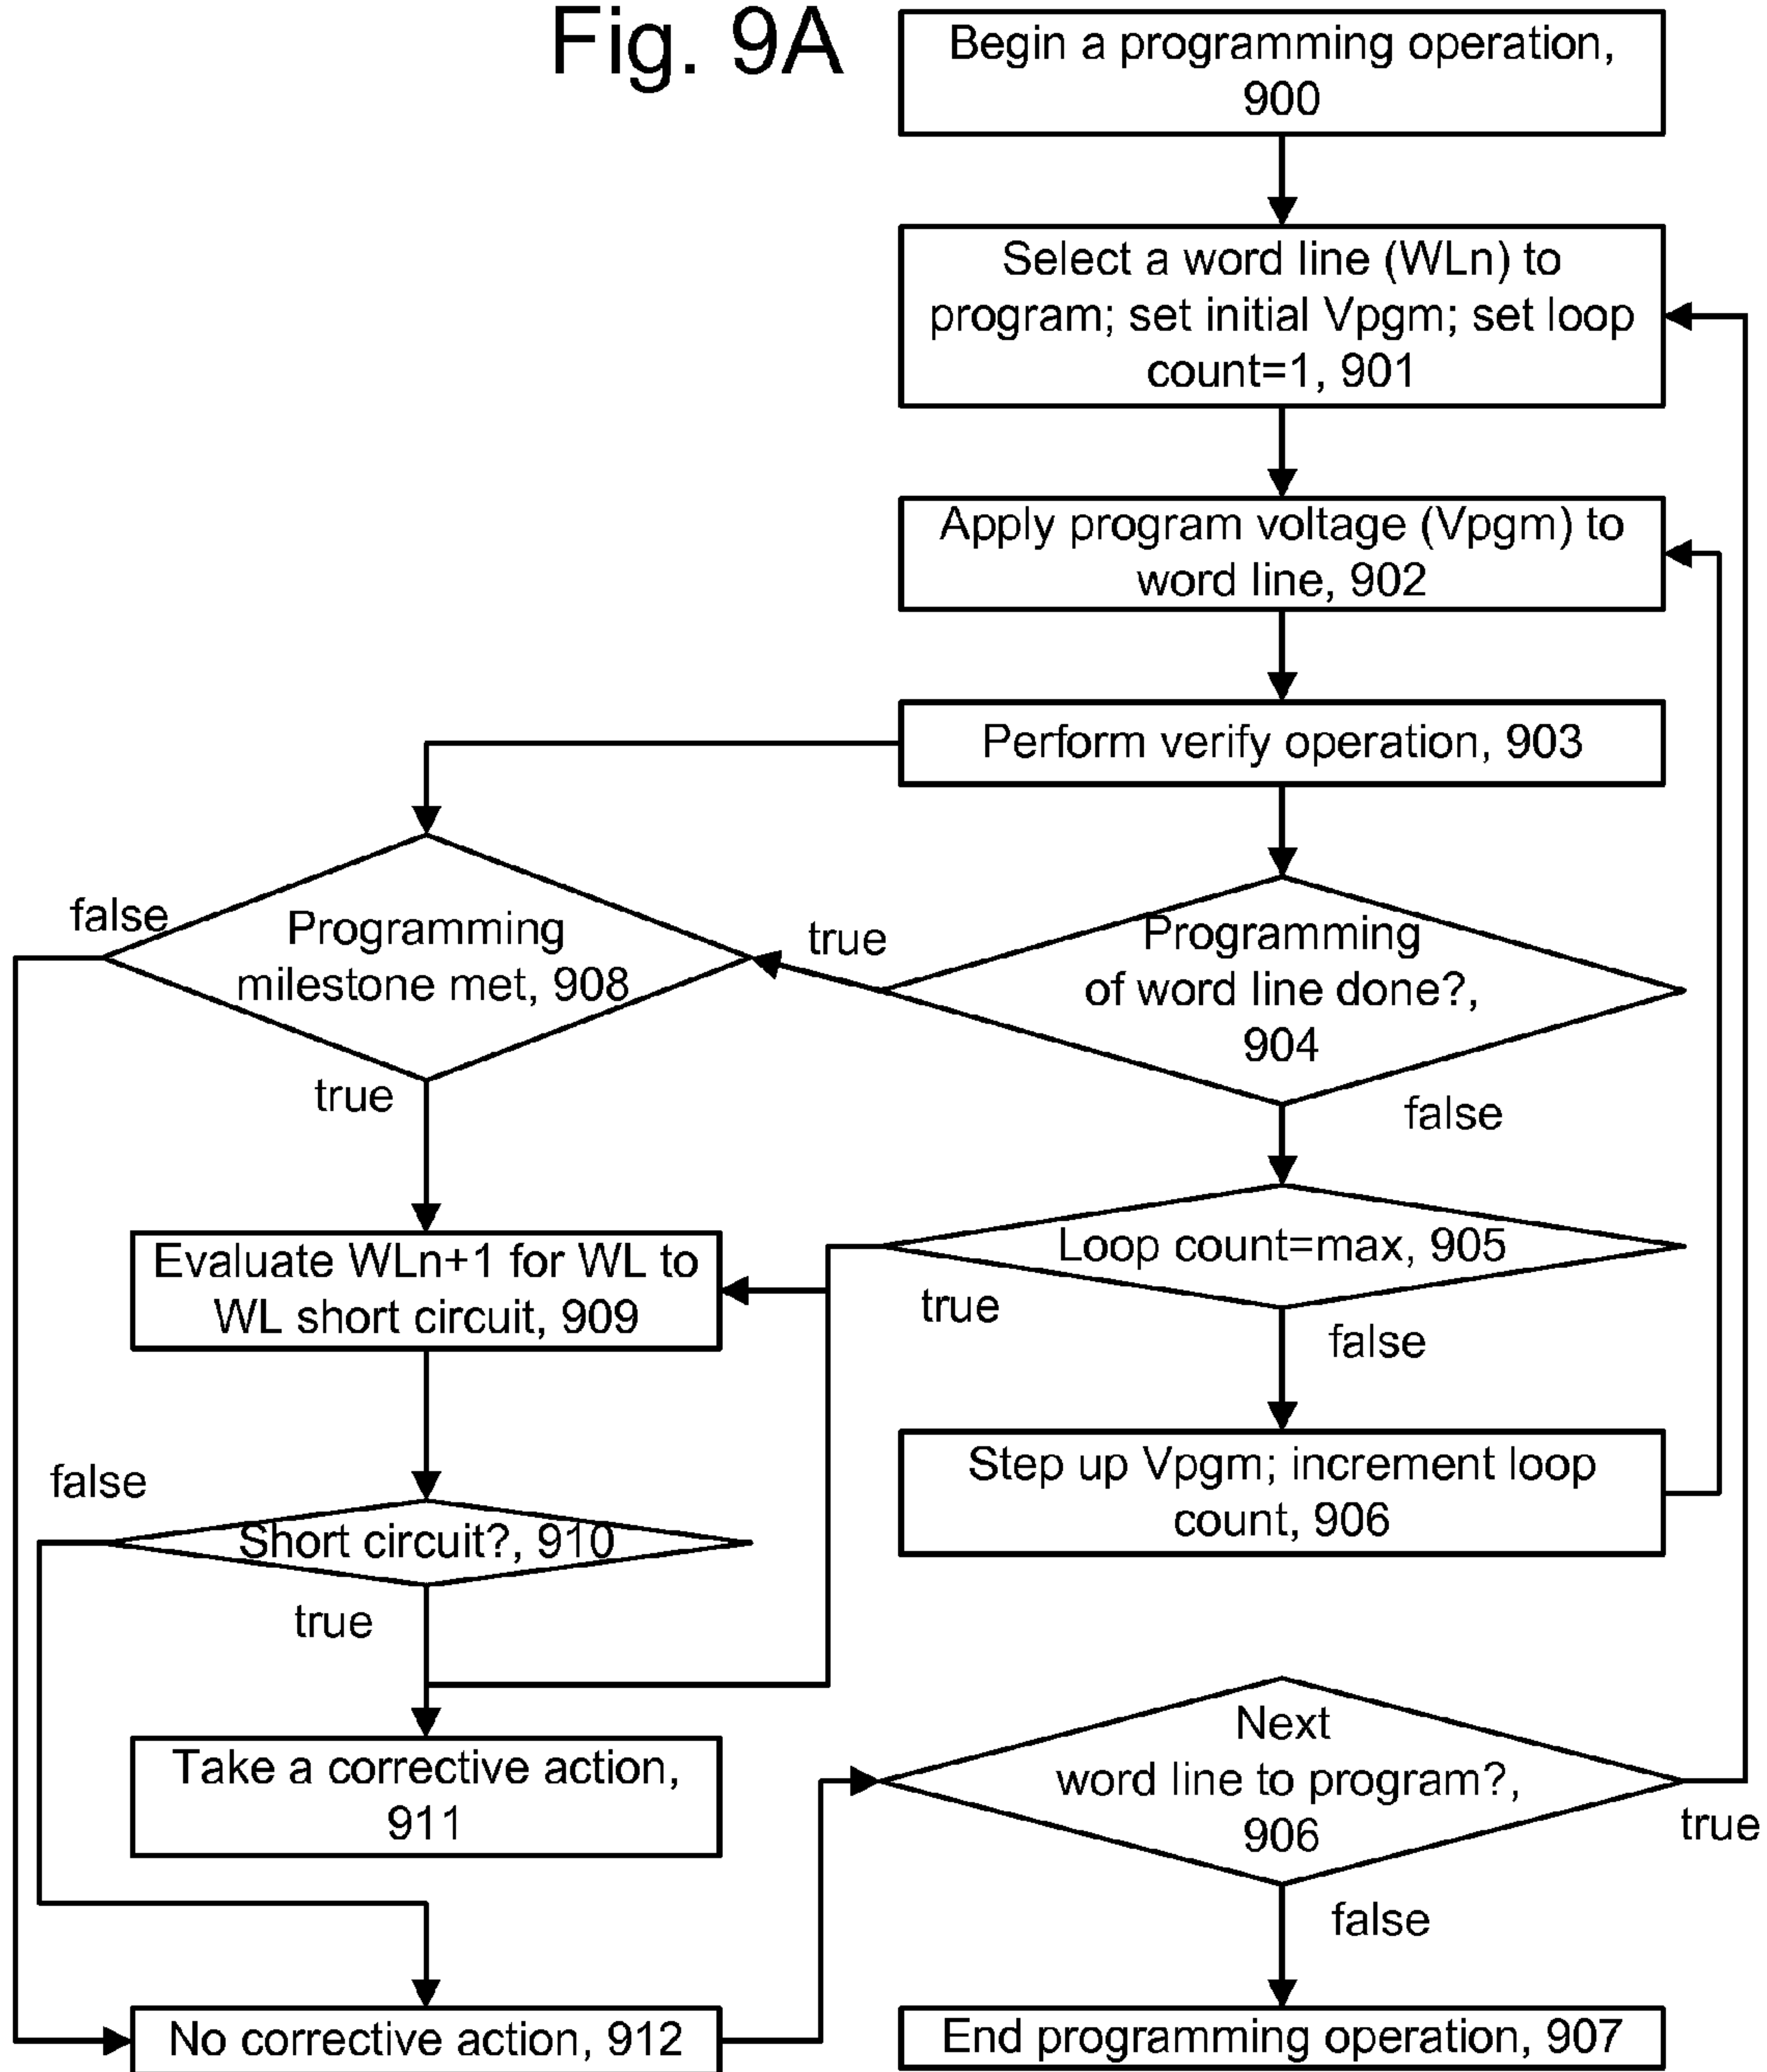 Fig. 9A
Begin a programming operation,
900
Select a word line (WLn) to
program; set initial Vpgm; set loop
count=1, 901
Apply program voltage (Vpgm) to
word line, 902
Perform verify operation, 903
false
Programming
milestone met, 908
true
true
Programming
of word line done?,
904
false
Evaluate WLn+1 for WL to
WL short circuit, 909
Loop count=max, 905
true
false
Step up Vpgm; increment loop
count, 906
false
Short circuit?, 910
true
Take a corrective action,
911
Next
word line to program?,
906
true
false
No corrective action, 912
End programming operation, 907